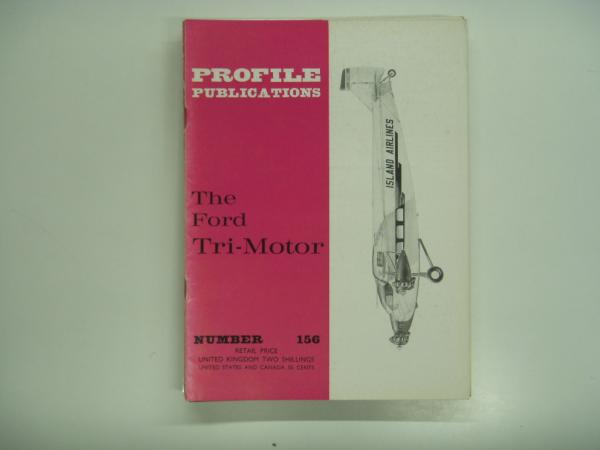 PROFILE
PUBLICATIONS
The
Ford
Tri-Motor
NUMBER 156
RETAIL PRICE
UNITED KINGDOM TWO SHILLINGS
UNITED STATES AND CANADA 50 CENTS
ISLAND AIRLINES